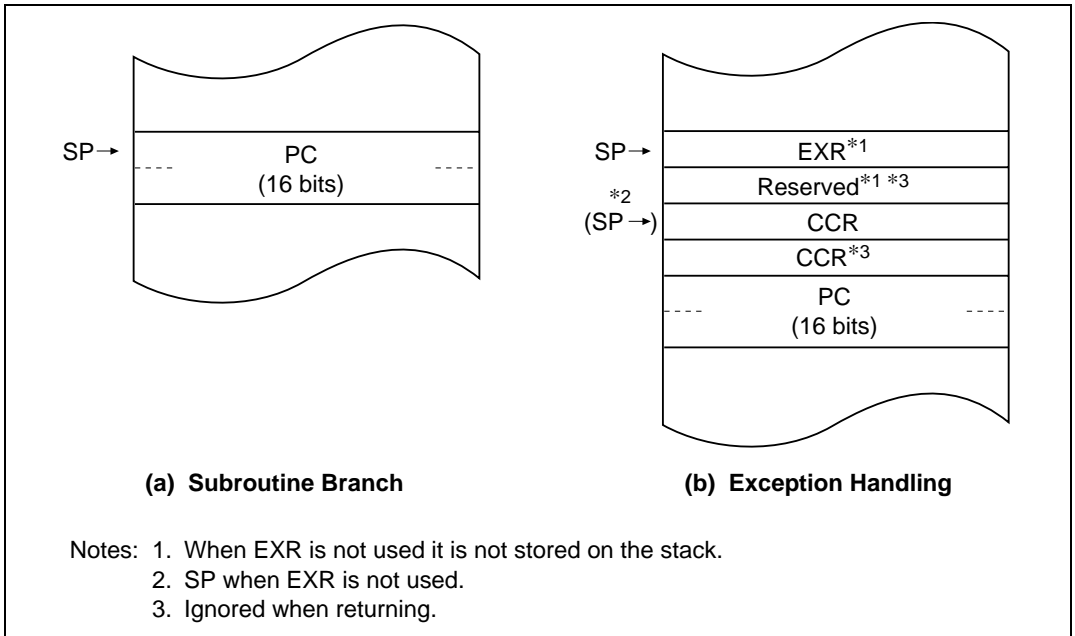 SP→
PC
(16 bits)
(a) Subroutine Branch
SP→
*2
(SP→)
EXR*1
Reserved*1 *3
CCR
CCR*3
PC
(16 bits)
(b) Exception Handling
Notes: 1. When EXR is not used it is not stored on the stack.
2. SP when EXR is not used.
3. Ignored when returning.